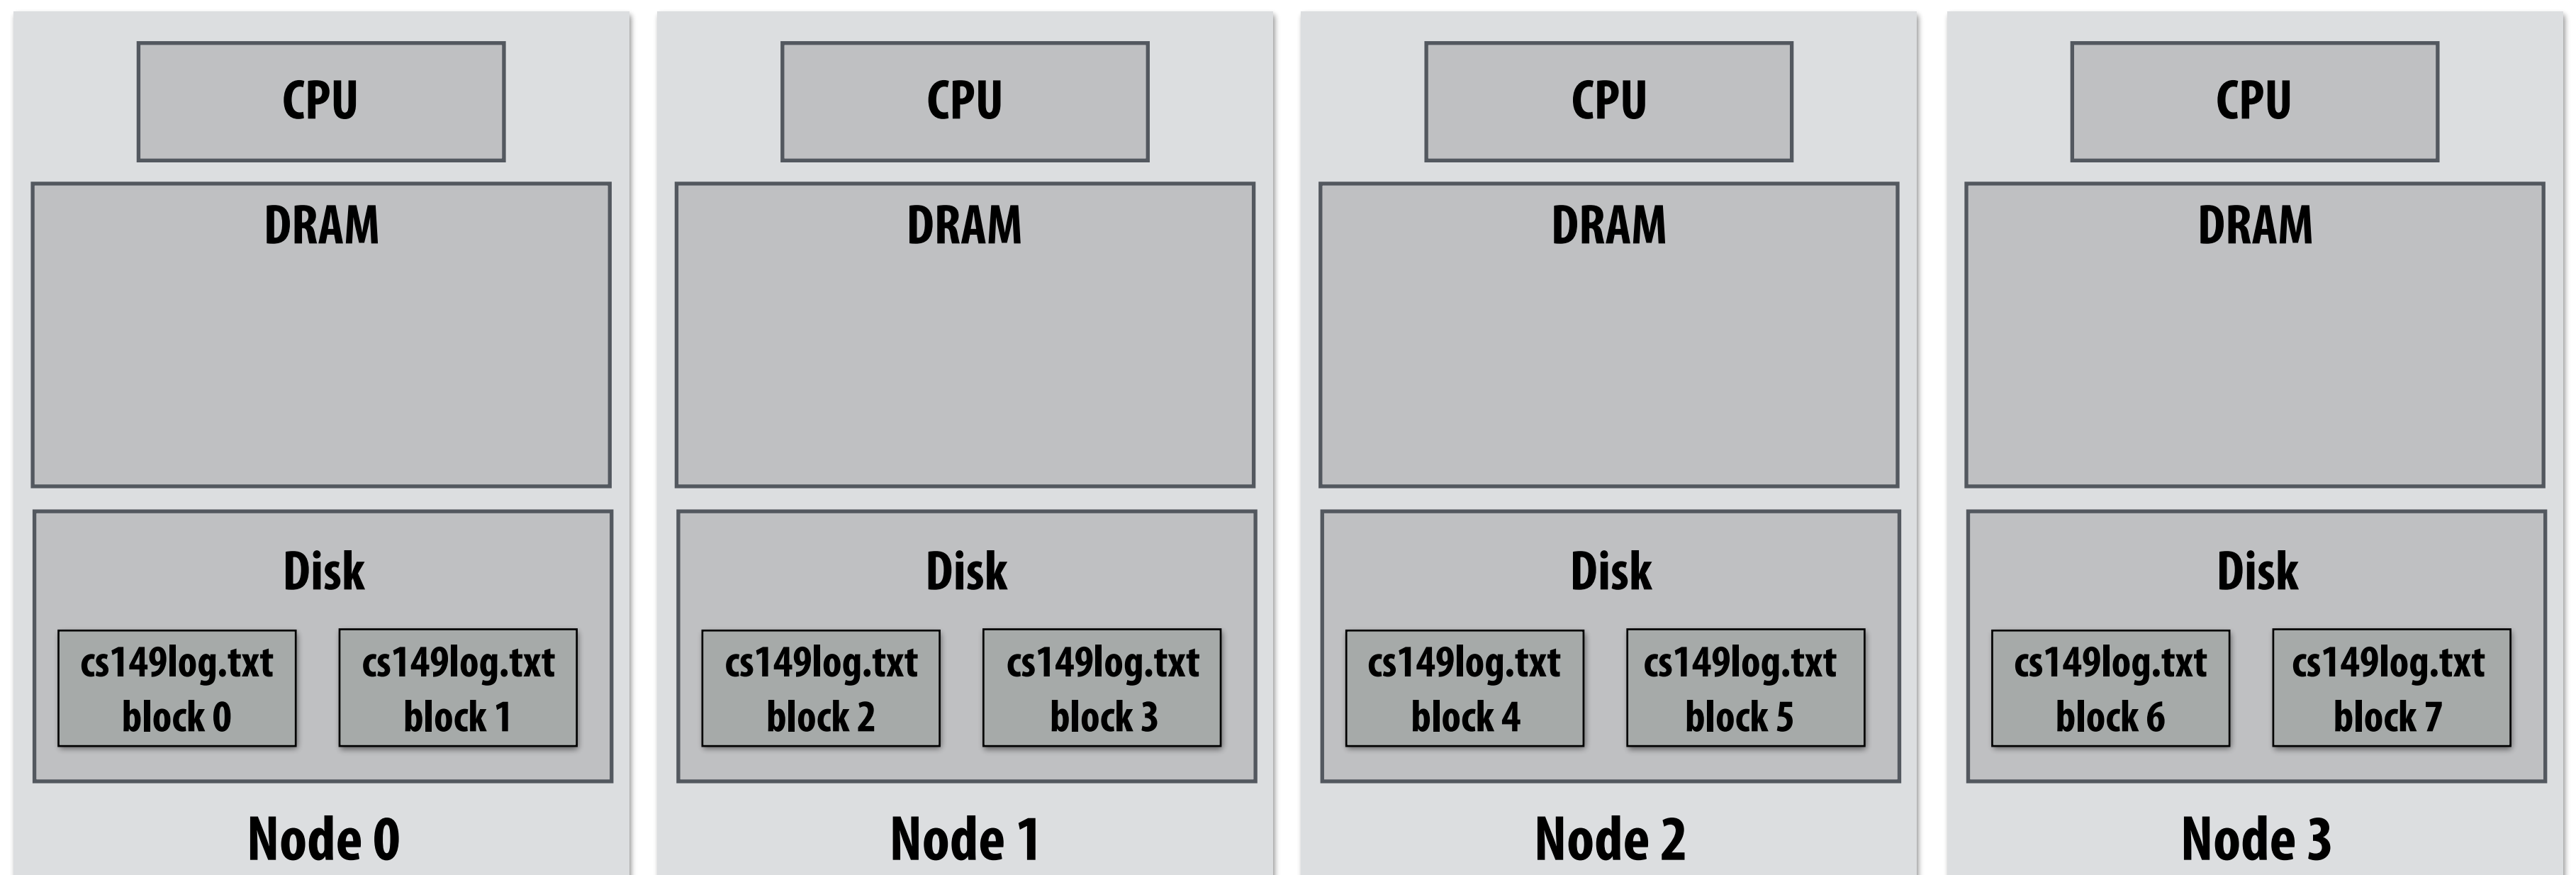 CPU
DRAM
Disk
cs149log.txt
block 0
cs149log.txt
block 1
Node 0
CPU
DRAM
Disk
cs149log.txt
block 2
cs149log.txt
block 3
Node 1
CPU
DRAM
Disk
cs149log.txt
block 4
cs149log.txt
block 5
Node 2
CPU
DRAM
Disk
cs149log.txt
block 6
cs149log.txt
block 7
Node 3